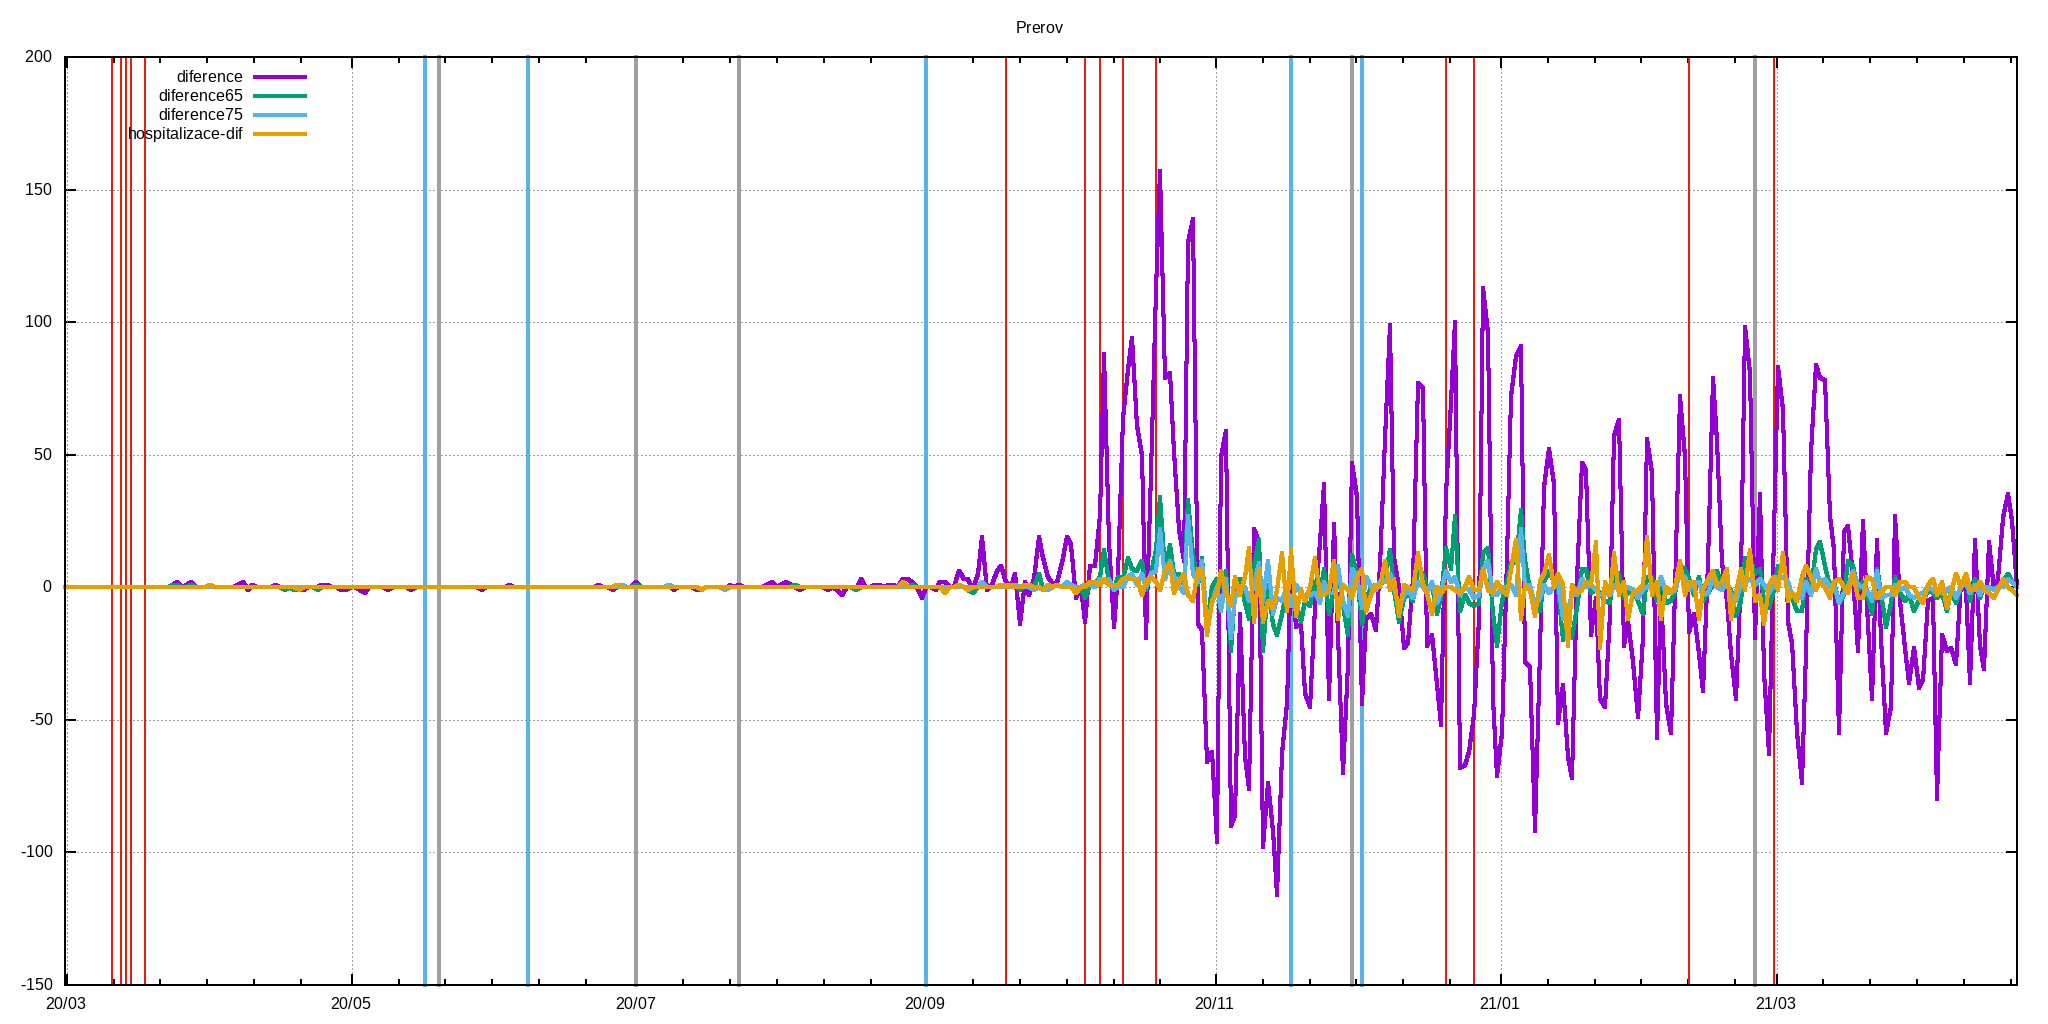 Prerov
200
diference
diference65
diference75
hospitalizace-dif
150
100
50
0
-50
-100
-150
20/03 20/05 20/07 20/09 20/11 21/01 21/03